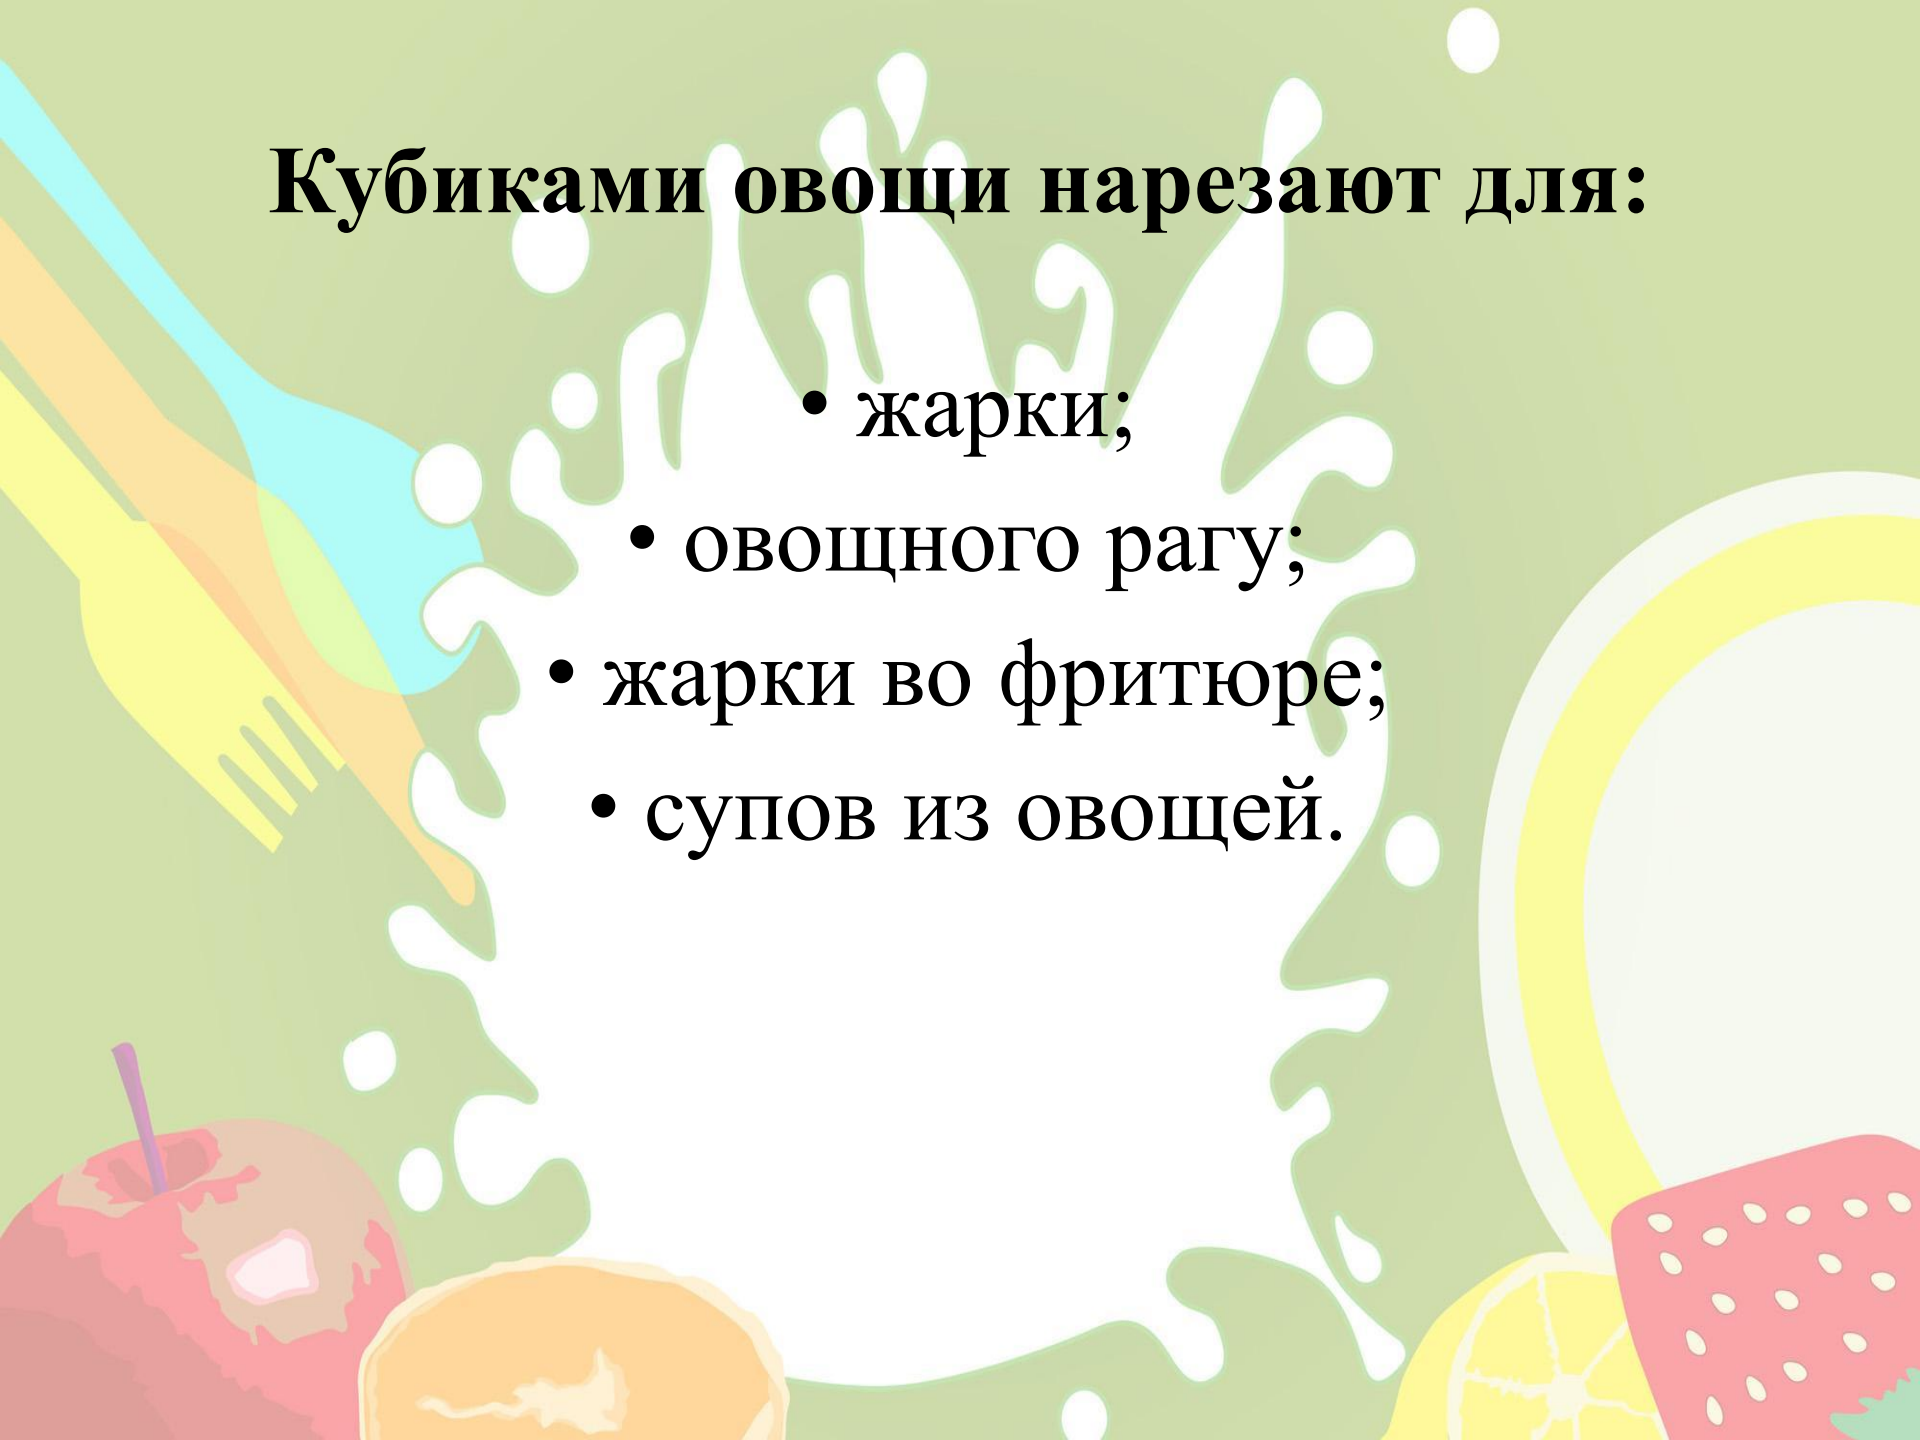 Кубиками овощи нарезают для:
• жарки;
• овощного рагу;
• жарки во фритюре;
• супов из овощей.